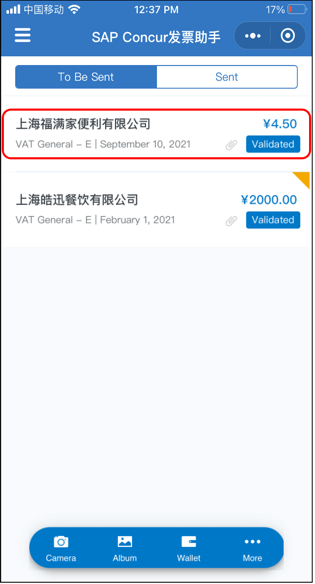 中国移动 12:37 PM 17%
SAP Concur发票助手
To Be Sent Sent
上海福满家便利有限公司 ¥4.50
VAT General - E | September 10, 2021 Validated
上海皓迅餐饮有限公司 ¥2000.00
VAT General - E | February 1, 2021 Validated
Camera Album Wallet More